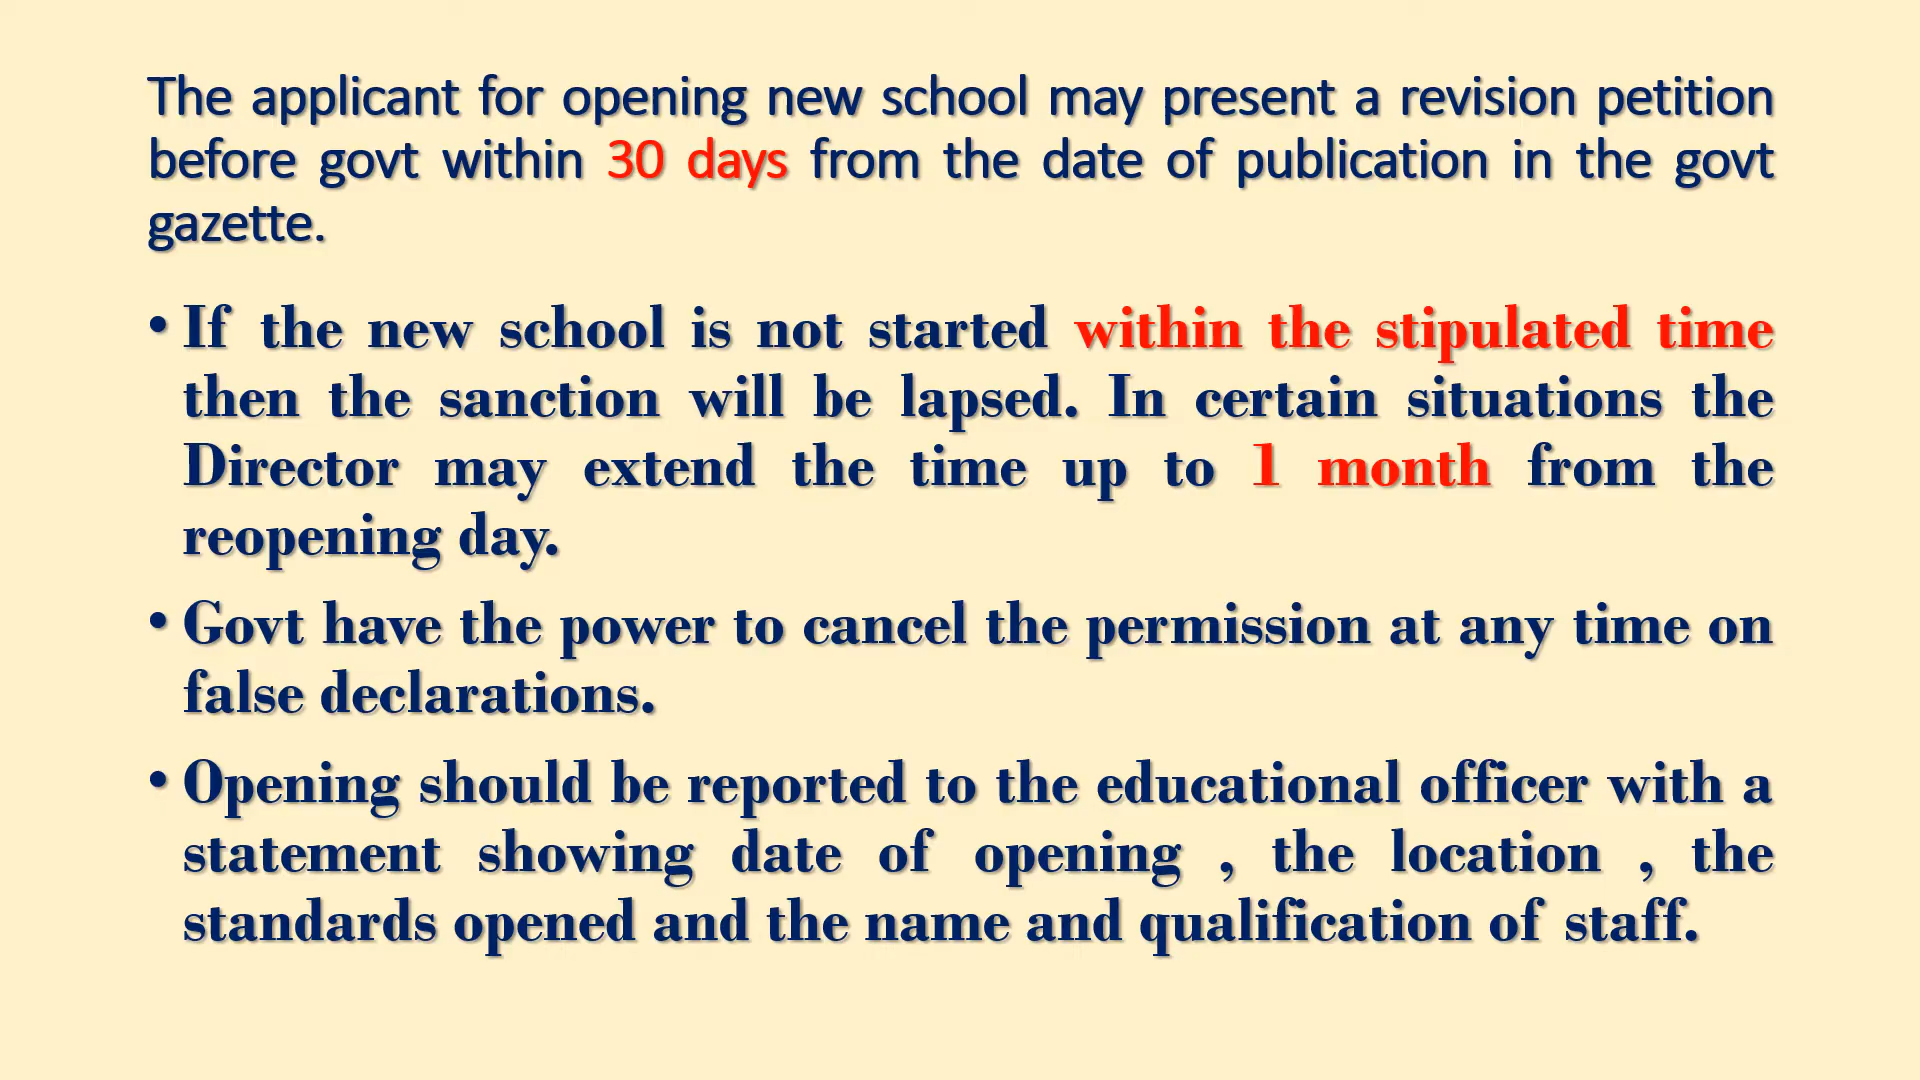 The applicant for opening new school may present a revision petition
before govt within 30 days from the date of publication in the govt
gazette.
• If the new school is not started within the stipulated time
then the sanction will be lapsed. In certain situations the
Director may extend the time up to 1 month from the
reopening day.
• Govt have the power to cancel the permission at any time on
false declarations.
• Opening should be reported to the educational officer with a
statement showing date of opening , the location , the
standards opened and the name and qualification of staff.